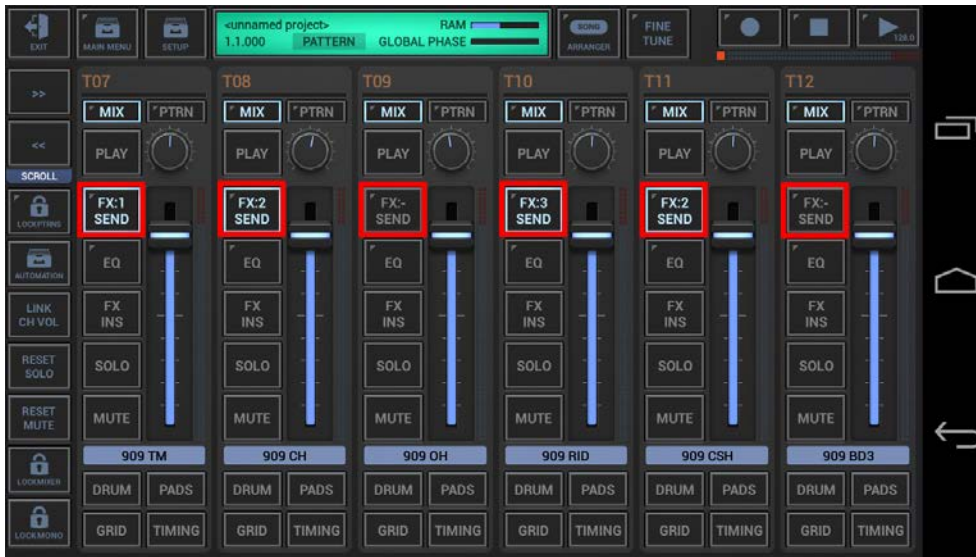 EXIT
MAIN MENU
SETUP
<unnamed project>
RAM
1.1.000 PATTERN GLOBAL PHASE
SONG
ARRANGER
FINE
TUNE
128.0
>>
<<
SCROLL
LOCKPTRNS
AUTOMATION
LINK
CH VOL
RESET
SOLO
RESET
MUTE
LOCKMIXER
LOCKMONO
T07
MIX PTRN
PLAY
FX:1
SEND
EQ
FX
INS
SOLO
MUTE
909 TM
DRUM PADS
GRID TIMING
T08
MIX PTRN
PLAY
FX:2
SEND
EQ
FX
INS
SOLO
MUTE
909 CH
DRUM PADS
GRID TIMING
T09
MIX PTRN
PLAY
FX:-
SEND
EQ
FX
INS
SOLO
MUTE
909 OH
DRUM PADS
GRID TIMING
T10
MIX PTRN
PLAY
FX:3
SEND
EQ
FX
INS
SOLO
MUTE
909 RID
DRUM PADS
GRID TIMING
T11
MIX PTRN
PLAY
FX:2
SEND
EQ
FX
INS
SOLO
MUTE
909 CSH
DRUM PADS
GRID TIMING
T12
MIX PTRN
PLAY
FX:-
SEND
EQ
FX
INS
SOLO
MUTE
909 BD3
DRUM PADS
GRID TIMING